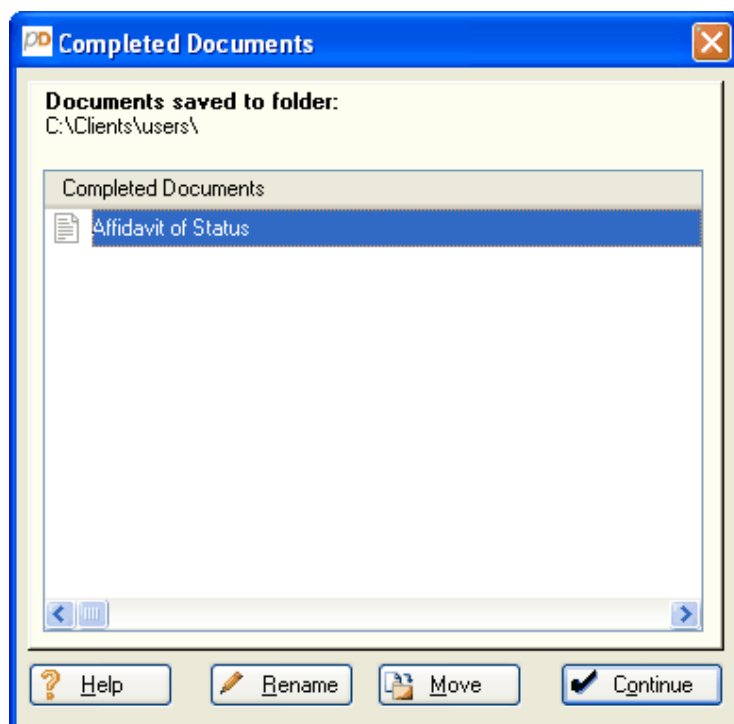 pD Completed Documents
Documents saved to folder:
C:\Clients\users\
Completed Documents
Affidavit of Status
? Help Rename Move Continue